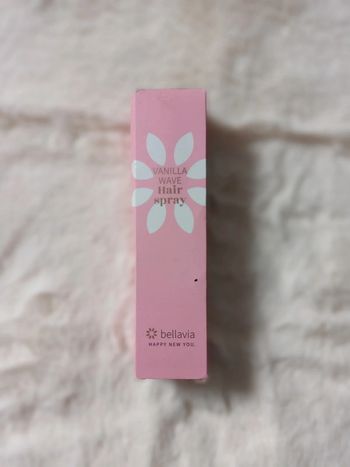 VANILLA
WAVE
Hair
spray
bellavia
HAPPY NEW YOU.